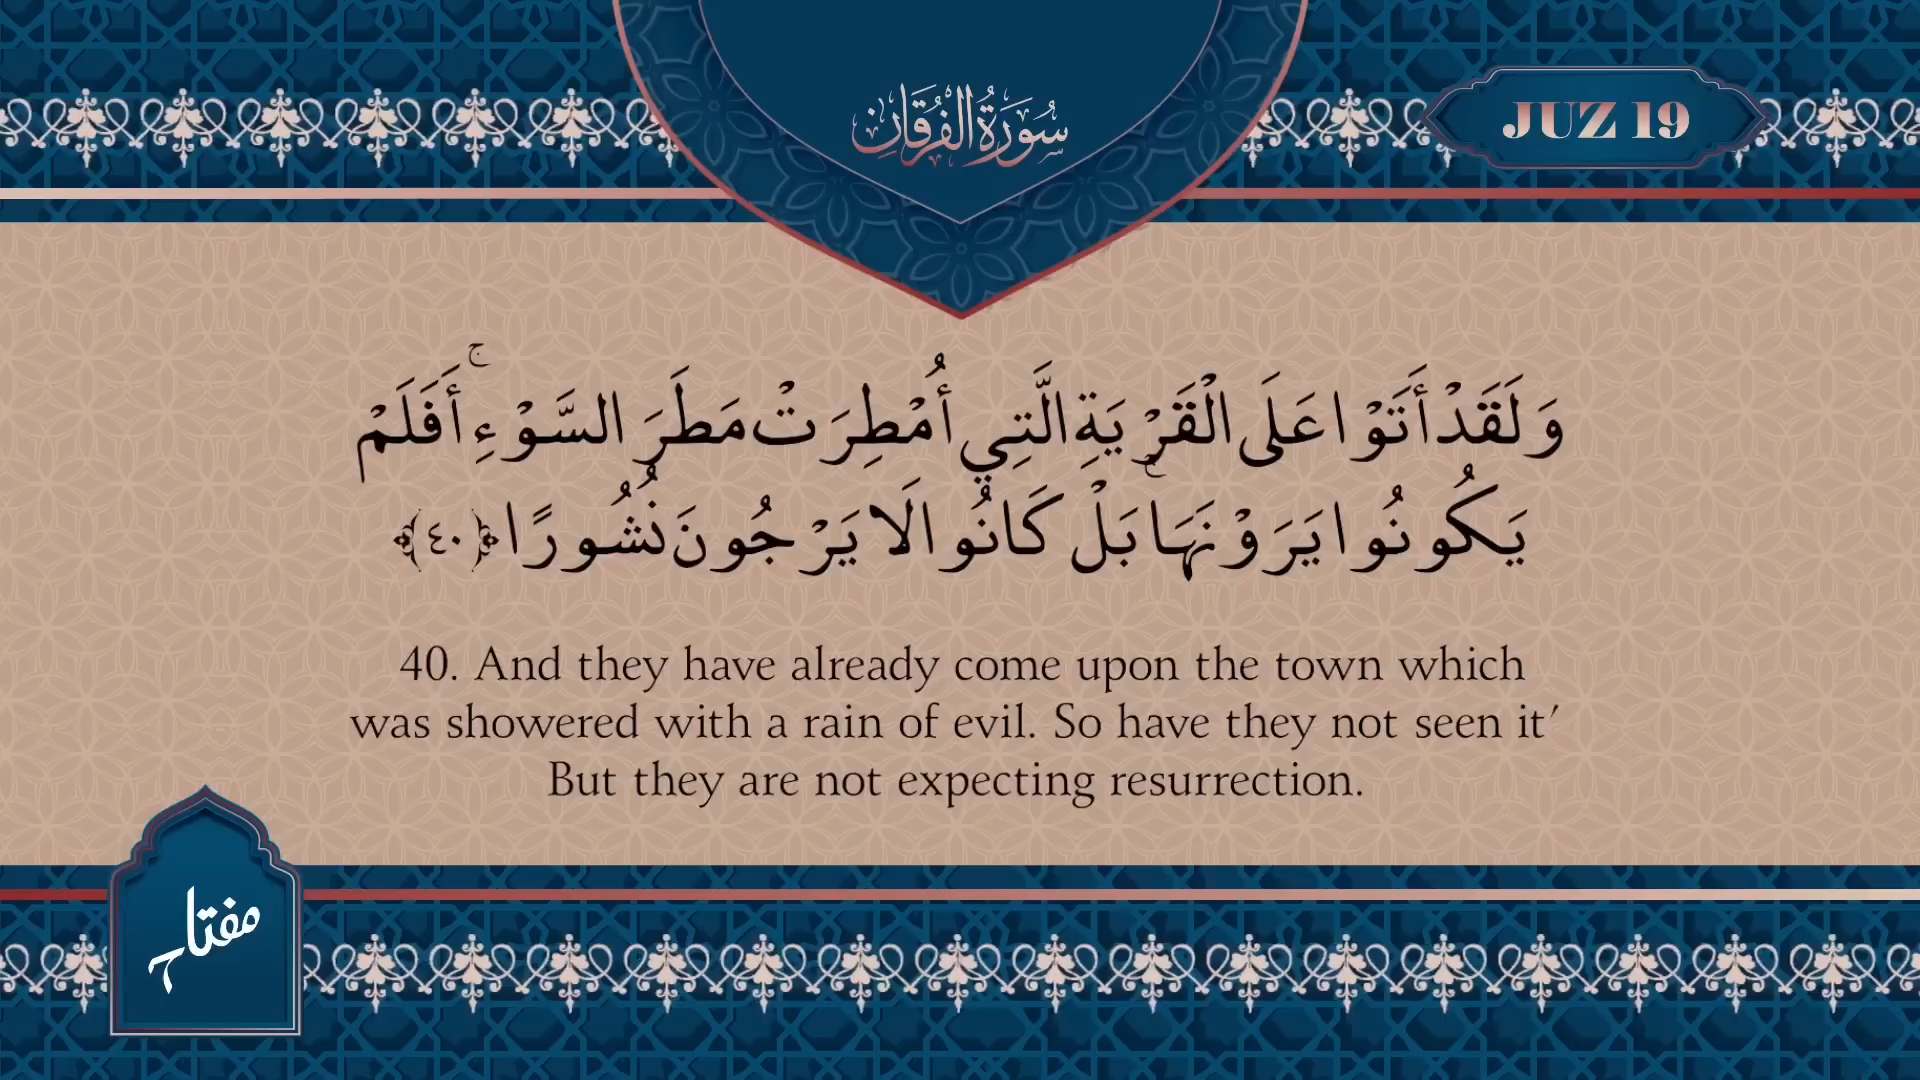 سُورَةُ الفُرْقَان
JUZ 19
وَلَقَدْ أَتَوْا عَلَى الْقَرْيَةِ الَّتِي أُمْطِرَتْ مَطَرَ السَّوْءِ ۚ أَفَلَمْ
يَكُونُوا يَرَوْنَهَا ۚ بَلْ كَانُوا لَا يَرْجُونَ نُشُورًا ﴿٤٠﴾
40. And they have already come upon the town which
was showered with a rain of evil. So have they not seen it’
But they are not expecting resurrection.
مفتاح